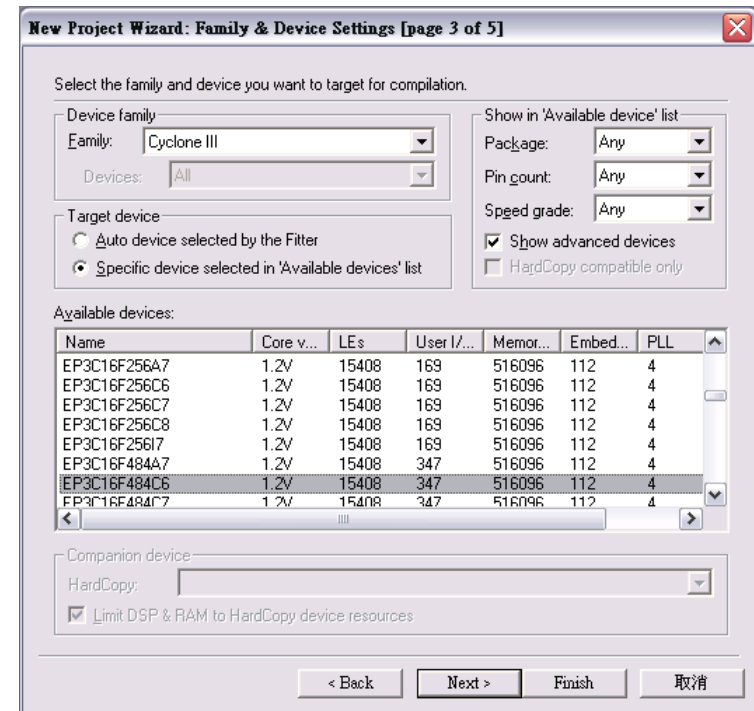 New Project Wizard: Family & Device Settings [page 3 of 5]
Select the family and device you want to target for compilation.
Device family
Family: Cyclone III
Devices: All
Target device
Auto device selected by the Fitter
Specific device selected in 'Available devices' list
Show in 'Available device' list
Package: Any
Pin count: Any
Speed grade: Any
Show advanced devices
HardCopy compatible only
Available devices:
Name Core v... LEs User I/... Memor... Embed... PLL
EP3C16F256A7 1.2V 15408 169 516096 112 4
EP3C16F256C6 1.2V 15408 169 516096 112 4
EP3C16F256C7 1.2V 15408 169 516096 112 4
EP3C16F256C8 1.2V 15408 169 516096 112 4
EP3C16F256I7 1.2V 15408 169 516096 112 4
EP3C16F484A7 1.2V 15408 347 516096 112 4
EP3C16F484C6 1.2V 15408 347 516096 112 4
EP3C16F484C7 1.2V 15408 347 516096 112 4
Companion device
HardCopy:
Limit DSP & RAM to HardCopy device resources
< Back Next > Finish 取消